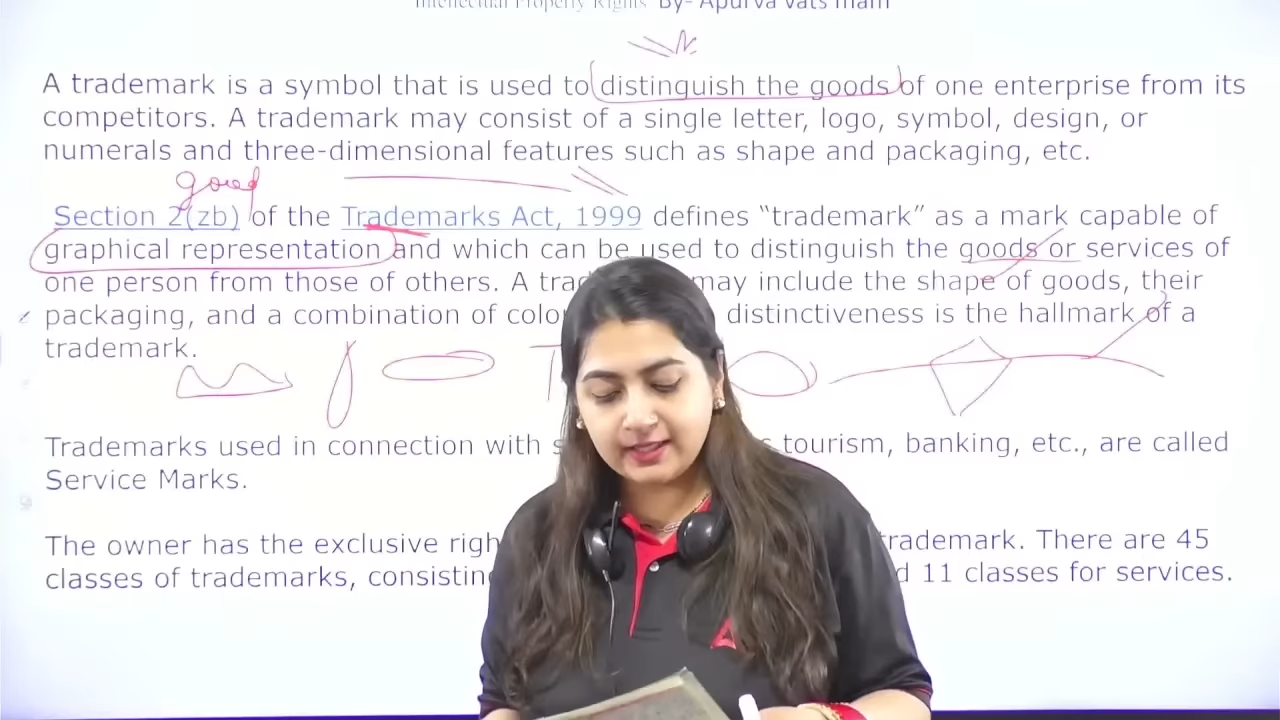 Intellectual Property Rights By- Apurva Vats mam
A trademark is a symbol that is used to distinguish the goods of one enterprise from its
competitors. A trademark may consist of a single letter, logo, symbol, design, or
numerals and three-dimensional features such as shape and packaging, etc.
good
Section 2(zb) of the Trademarks Act, 1999 defines “trademark” as a mark capable of
graphical representation and which can be used to distinguish the goods or services of
one person from those of others. A may include the shape of goods, their
packaging, and a combination of distinctiveness is the hallmark of a
trademark.
Trademarks used in connection with tourism, banking, etc., are called
Service Marks.
The owner has the exclusive trademark. There are 45
classes of trademarks, 11 classes for services.